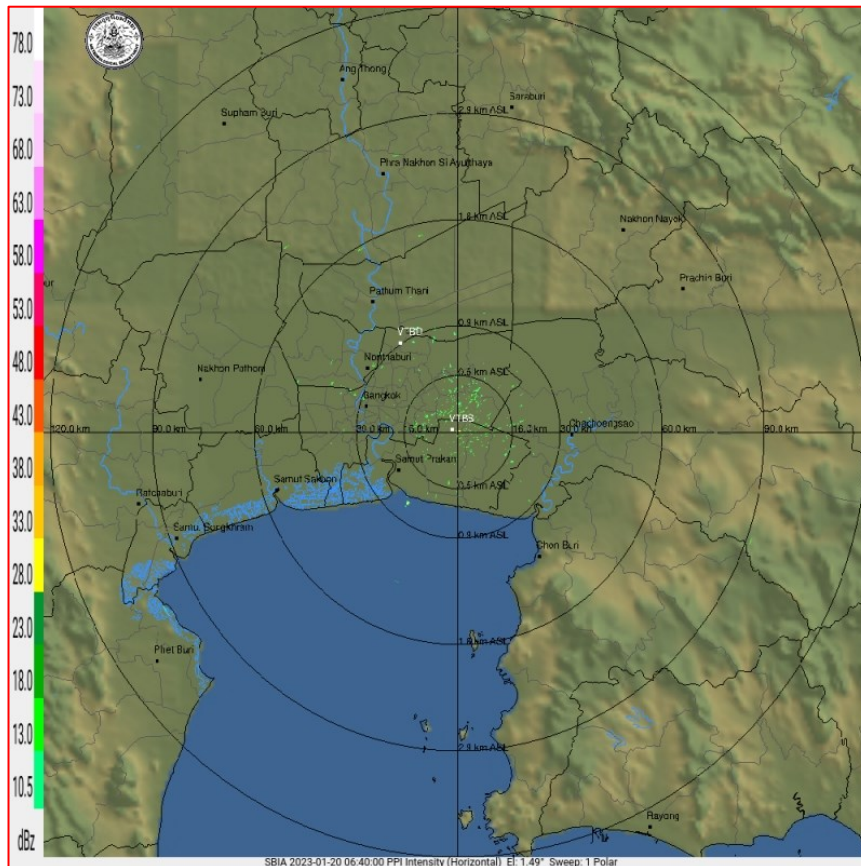 78.0
73.0
68.0
63.0
58.0
53.0
48.0
43.0
38.0
33.0
28.0
23.0
18.0
13.0
10.5
dBz
Ang Thong
Saraburi
Supham Buri
2.9 km ASL
Phra Nakhon Si Ayutthaya
Nakhon Nayok
1.6 km ASL
Prachin Buri
Pathum Thani
0.9 km ASL
VTBD
Nonthaburi
Nakhon Pathom
0.5 km ASL
Bangkok
VTBS
Chachoengsao
120.0 km
90.0 km
60.0 km
30.0 km
16.2 km
30.0 km
60.0 km
90.0 km
Samut Prakan
Samut Sakhon
0.5 km ASL
Ratchaburi
Samut Songkhram
0.9 km ASL
Chon Buri
1.6 km ASL
Phet Buri
2.9 km ASL
Rayong
SBIA 2023-01-20 06:40:00 PPI Intensity (Horizontal) El: 1.49° Sweep: 1 Polar